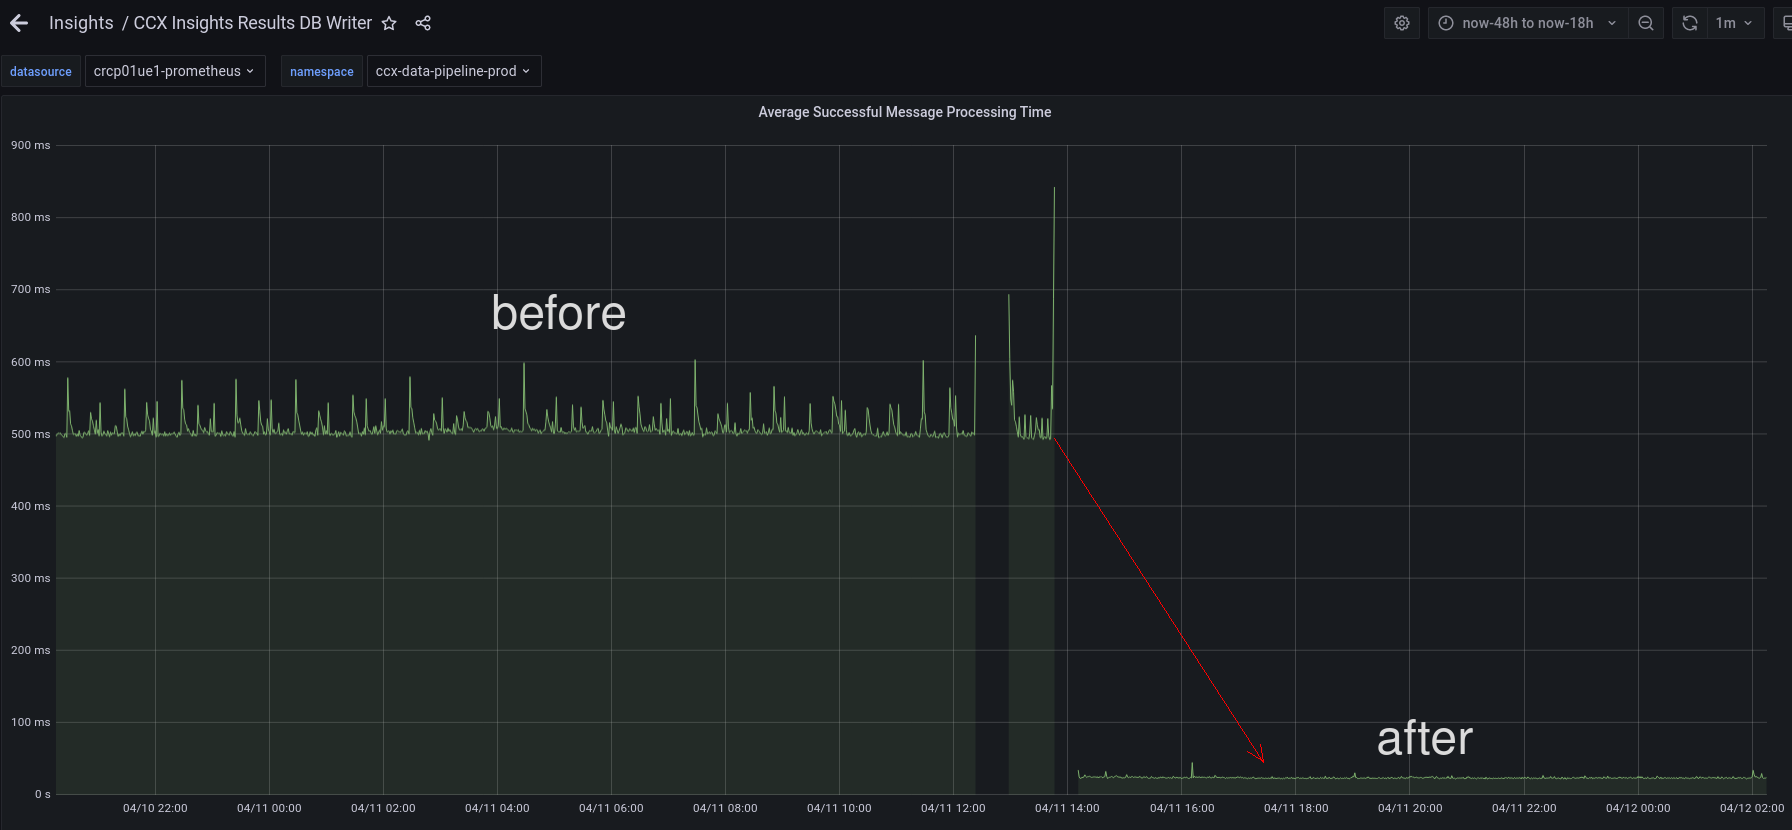 Insights / CCX Insights Results DB Writer
now-48h to now-18h
1m
datasource
crcp01ue1-prometheus
namespace
ccx-data-pipeline-prod
Average Successful Message Processing Time
900 ms
800 ms
700 ms
before
600 ms
500 ms
400 ms
300 ms
200 ms
100 ms
after
0 s
04/10 22:00 04/11 00:00 04/11 02:00 04/11 04:00 04/11 06:00 04/11 08:00 04/11 10:00 04/11 12:00 04/11 14:00 04/11 16:00 04/11 18:00 04/11 20:00 04/11 22:00 04/12 00:00 04/12 02:00